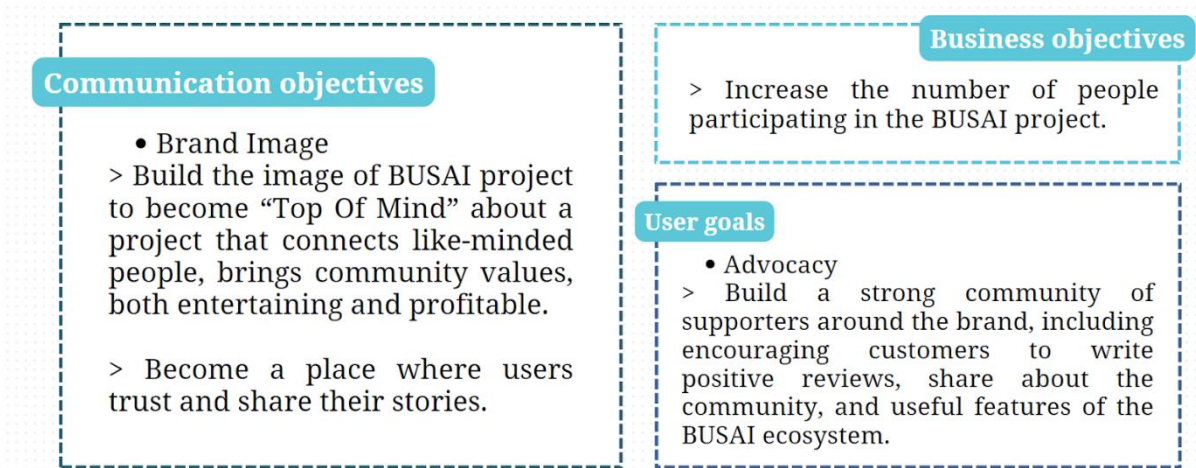 Communication objectives
• Brand Image
> Build the image of BUSAI project
to become “Top Of Mind” about a
project that connects like-minded
people, brings community values,
both entertaining and profitable.
> Become a place where users
trust and share their stories.
Business objectives
> Increase the number of people
participating in the BUSAI project.
User goals
• Advocacy
> Build a strong community of
supporters around the brand, including
encouraging customers to write
positive reviews, share about the
community, and useful features of the
BUSAI ecosystem.